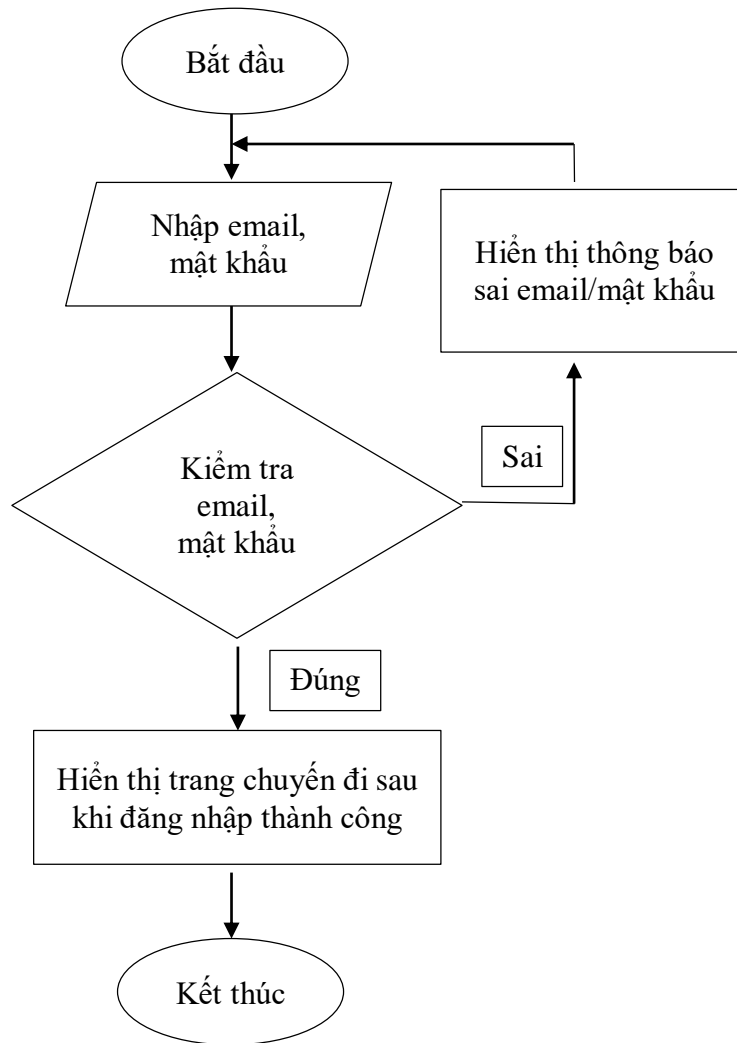 Bắt đầu
Nhập email,
mật khẩu
Hiển thị thông báo
sai email/mật khẩu
Kiểm tra
email,
mật khẩu
Sai
Đúng
Hiển thị trang chuyến đi sau
khi đăng nhập thành công
Kết thúc